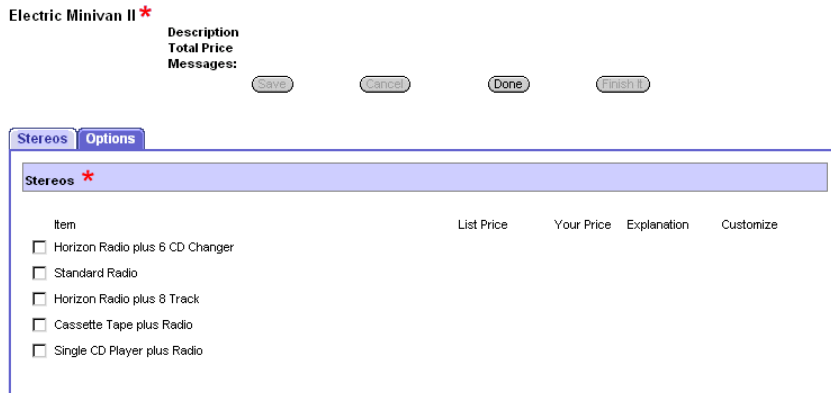 Electric Minivan II *
Description
Total Price
Messages:
Save Cancel Done Finish It
Stereos Options
Stereos *
Item List Price Your Price Explanation Customize
Horizon Radio plus 6 CD Changer
Standard Radio
Horizon Radio plus 8 Track
Cassette Tape plus Radio
Single CD Player plus Radio